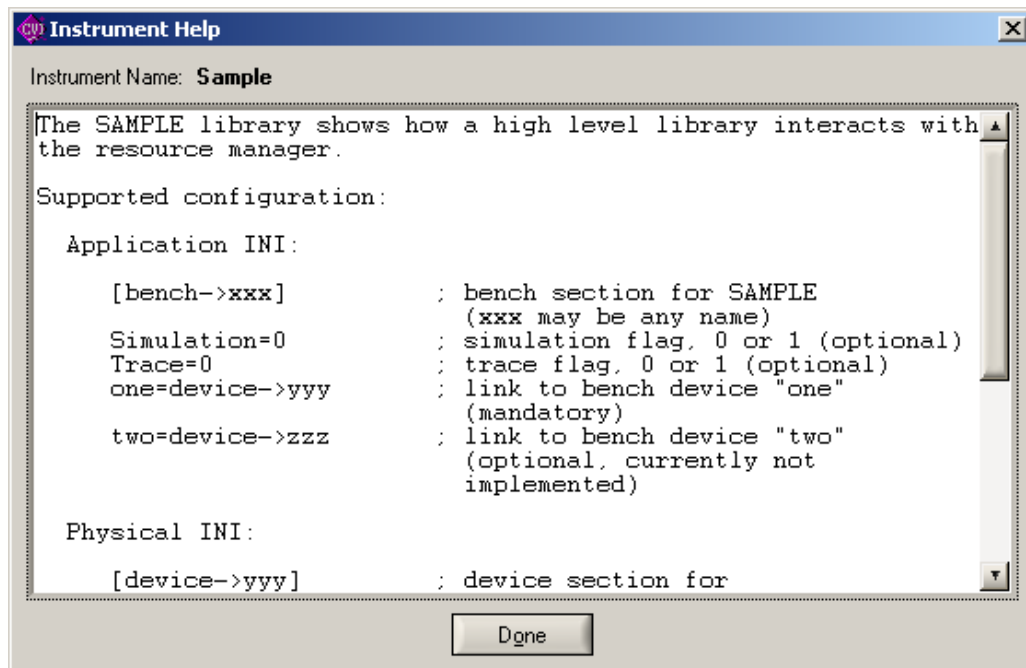 CVI Instrument Help
Instrument Name: Sample
The SAMPLE library shows how a high level library interacts with
the resource manager.
Supported configuration:
Application INI:
[bench->xxx] ; bench section for SAMPLE
(xxx may be any name)
Simulation=0 ; simulation flag, 0 or 1 (optional)
Trace=0 ; trace flag, 0 or 1 (optional)
one=device->yyy ; link to bench device "one"
(mandatory)
two=device->zzz ; link to bench device "two"
(optional, currently not
implemented)
Physical INI:
[device->yyy] ; device section for
Done